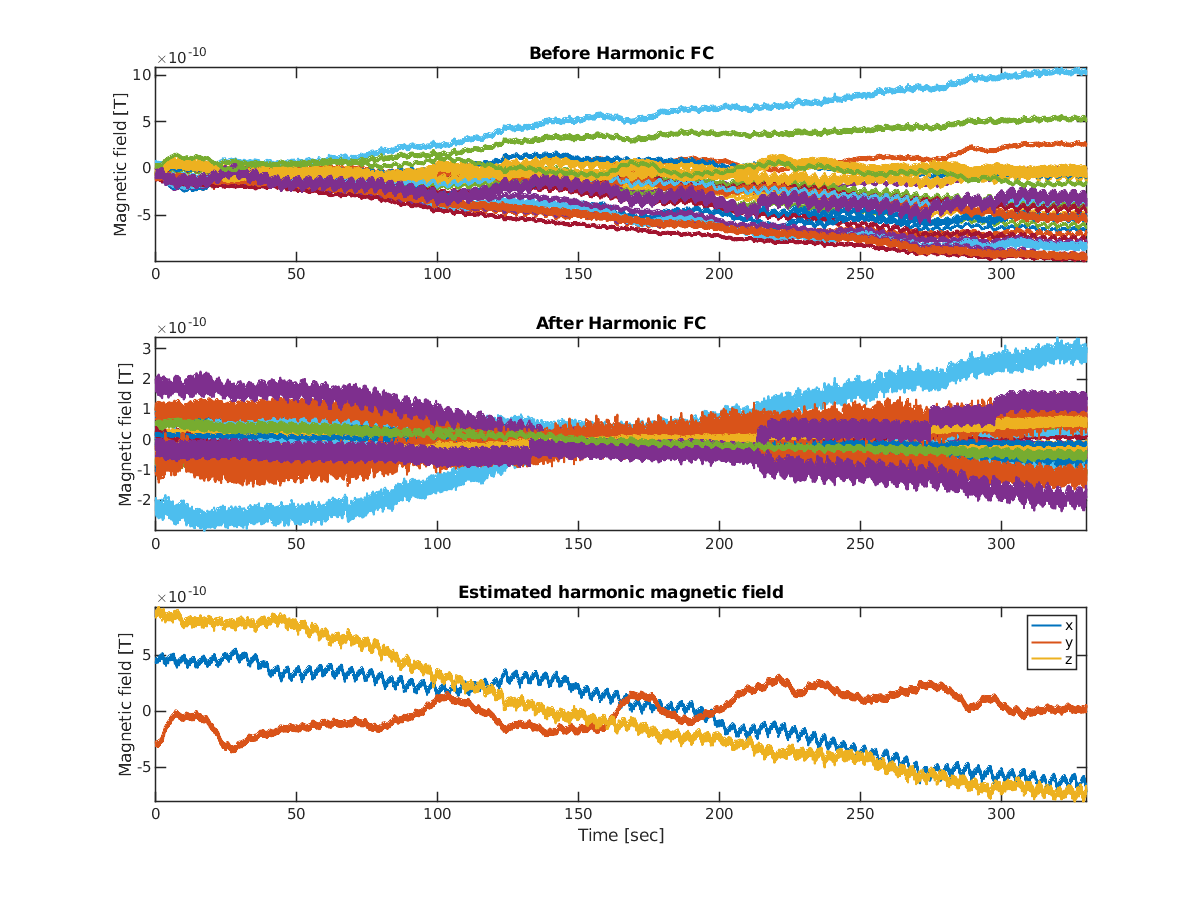 Before Harmonic FC
×10-10
Magnetic field [T]
10
5
0
-5
0 50 100 150 200 250 300
After Harmonic FC
×10-10
Magnetic field [T]
3
2
1
0
-1
-2
0 50 100 150 200 250 300
Estimated harmonic magnetic field
×10-10
Magnetic field [T]
5
0
-5
x
y
z
0 50 100 150 200 250 300
Time [sec]